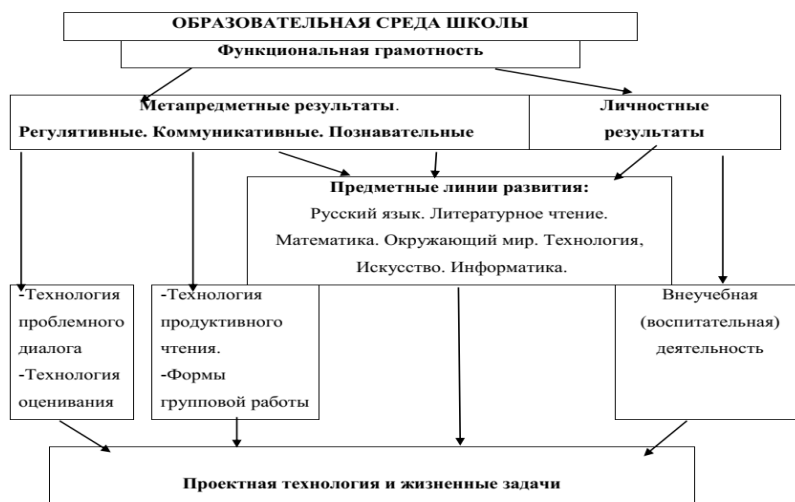 ОБРАЗОВАТЕЛЬНАЯ СРЕДА ШКОЛЫ
Функциональная грамотность
Метапредметные результаты.
Регулятивные. Коммуникативные. Познавательные
Личностные
результаты
Предметные линии развития:
Русский язык. Литературное чтение.
Математика. Окружающий мир. Технология,
Искусство. Информатика.
-Технология
проблемного
диалога
-Технология
оценивания
-Технология
продуктивного
чтения.
-Формы
групповой работы
Внеучебная
(воспитательная)
деятельность
Проектная технология и жизненные задачи